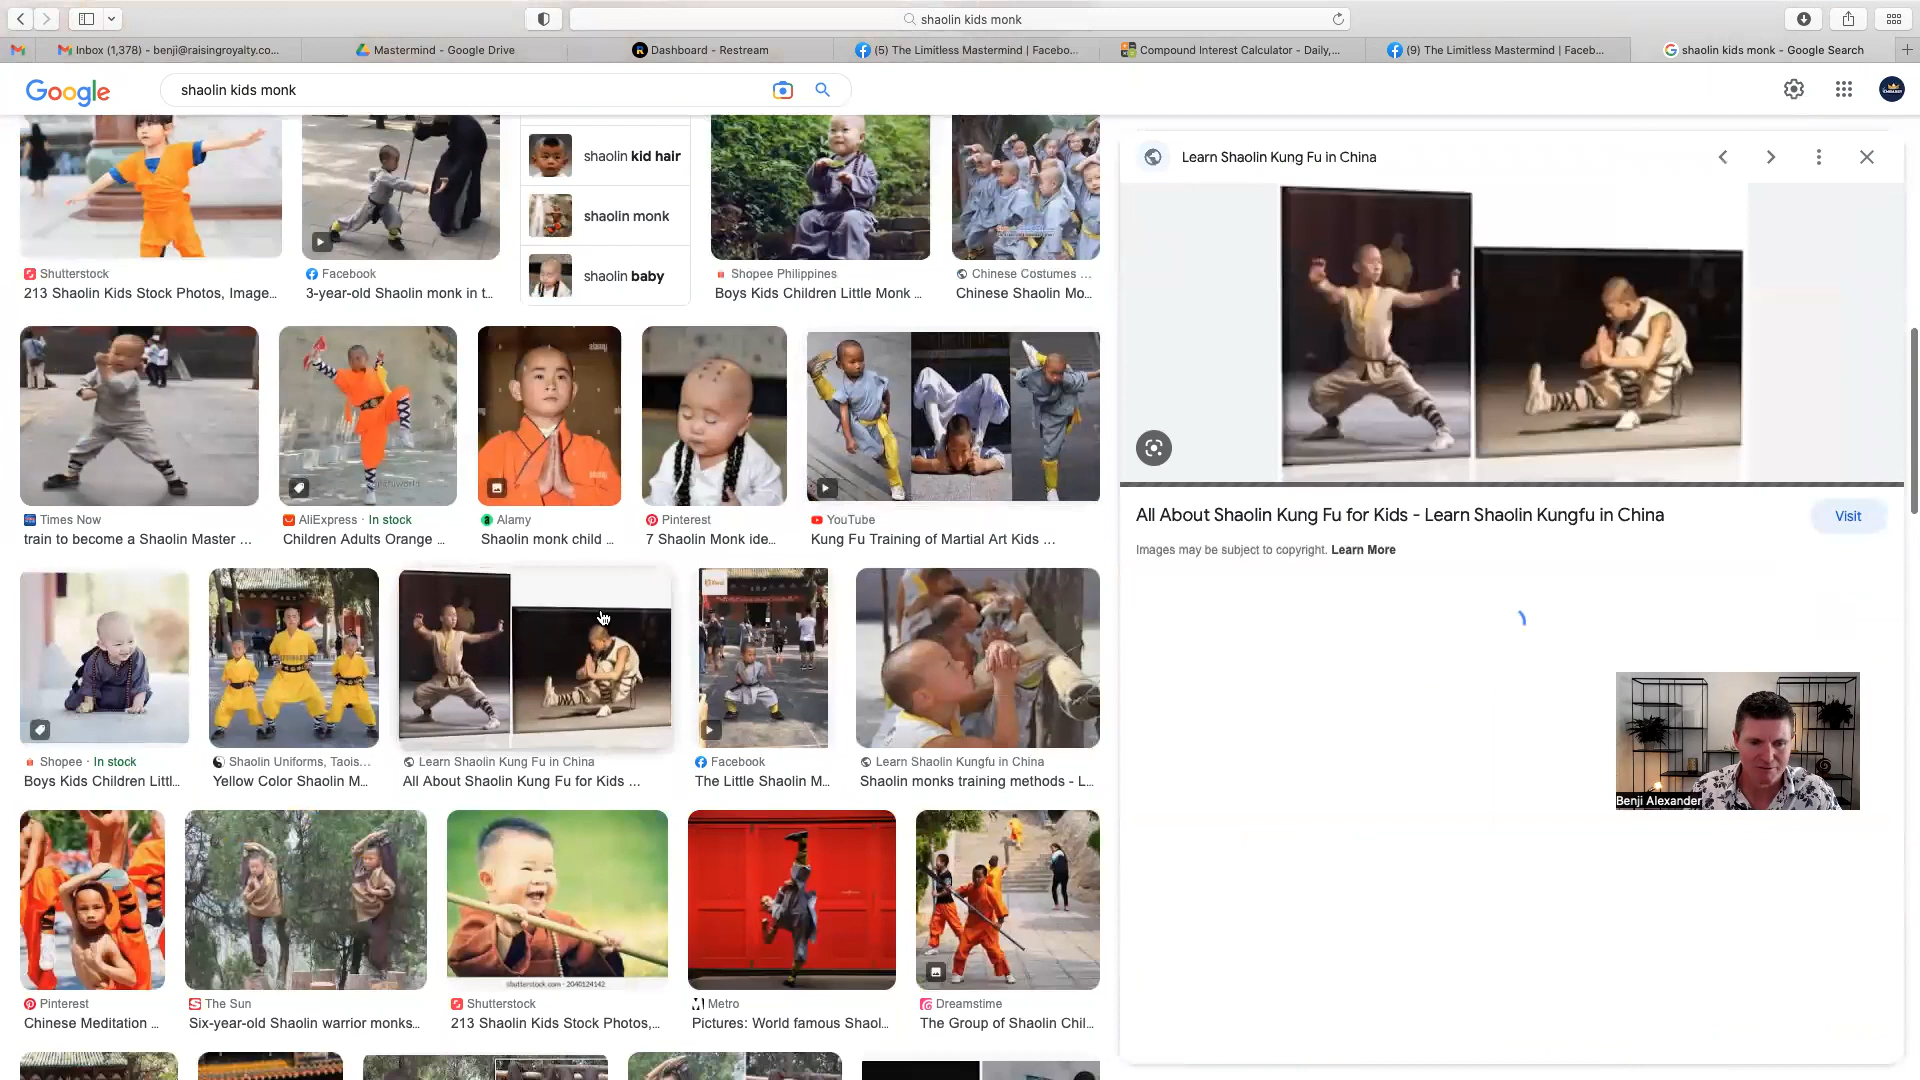 shaolin kids monk
Inbox (1,378) - benji@raisingroyalty.co...
Mastermind - Google Drive
Dashboard - Restream
(5) The Limitless Mastermind | Facebo...
Compound Interest Calculator - Daily,...
(9) The Limitless Mastermind | Faceb...
shaolin kids monk - Google Search
Google
shaolin kids monk
shaolin kid hair
shaolin monk
shaolin baby
Shutterstock
213 Shaolin Kids Stock Photos, Image...
Facebook
3-year-old Shaolin monk in t...
Shopee Philippines
Boys Kids Children Little Monk ...
Chinese Costumes ...
Chinese Shaolin Mo...
Learn Shaolin Kung Fu in China
alamy
alamy
Times Now
train to become a Shaolin Master ...
AliExpress · In stock
Children Adults Orange ...
Alamy
Shaolin monk child ...
Pinterest
7 Shaolin Monk ide...
YouTube
Kung Fu Training of Martial Art Kids ...
All About Shaolin Kung Fu for Kids - Learn Shaolin Kungfu in China
Visit
Images may be subject to copyright. Learn More
Shopee · In stock
Boys Kids Children Littl...
Shaolin Uniforms, Taois...
Yellow Color Shaolin M...
Learn Shaolin Kung Fu in China
All About Shaolin Kung Fu for Kids ...
Facebook
The Little Shaolin M...
Learn Shaolin Kungfu in China
Shaolin monks training methods - L...
Benji Alexander
shutterstock.com · 2040124142
Pinterest
Chinese Meditation ...
The Sun
Six-year-old Shaolin warrior monks...
Shutterstock
213 Shaolin Kids Stock Photos,...
Metro
Pictures: World famous Shaol...
Dreamstime
The Group of Shaolin Chil...